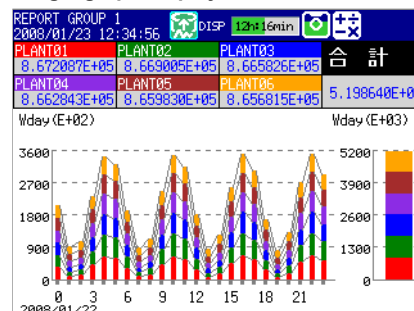 REPORT GROUP 1
2008/01/23 12:34:56
DISP
12h:16min
PLANT01 PLANT02 PLANT03
8.672087E+05 8.669005E+05 8.665826E+05
合 計
PLANT04 PLANT05 PLANT06
8.662843E+05 8.659830E+05 8.656815E+05
5.198640E+0
Wday(E+02) Wday(E+03)
3600 5200
2700 3900
1800 2600
900 1300
0 0
0 3 6 9 12 15 18 21
2008/01/22